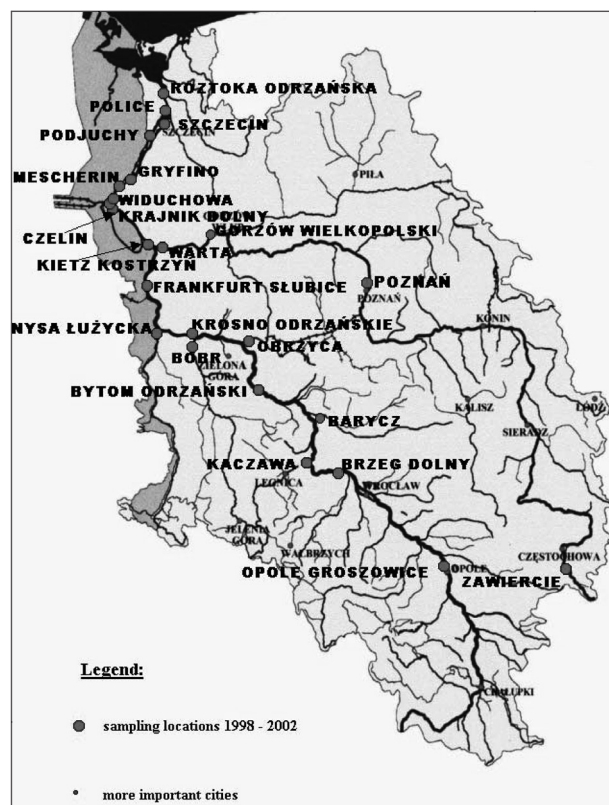 ROZTOKA ODRZAŃSKA
POLICE
SZCZECIN
SZCZECIN
PODJUCHY
GRYFINO
MESCHERIN
PIŁA
WIDUCHOWA
KRAJNIK DOLNY
GORZÓW WIELKOPOLSKI
CZELIN
WARTA
KIETZ KOSTRZYN
FRANKFURT SŁUBICE
POZNAŃ
POZNAŃ
KONIN
NYSA ŁUŻYCKA
KROSNO ODRZAŃSKIE
OBRZYCA
BOBR
ZIELONA
GÓRA
BYTOM ODRZAŃSKI
KALISZ
ŁÓDŹ
BARYCZ
SIERADZ
KACZAWA
BRZEG DOLNY
LEGNICA
WROCŁAW
JELENIA
GÓRA
WAŁBRZYCH
CZĘSTOCHOWA
OPOLE GROSZOWICE
OPOLE
ZAWIERCIE
CHAŁUPKI
Legend:
sampling locations 1998 - 2002
more important cities